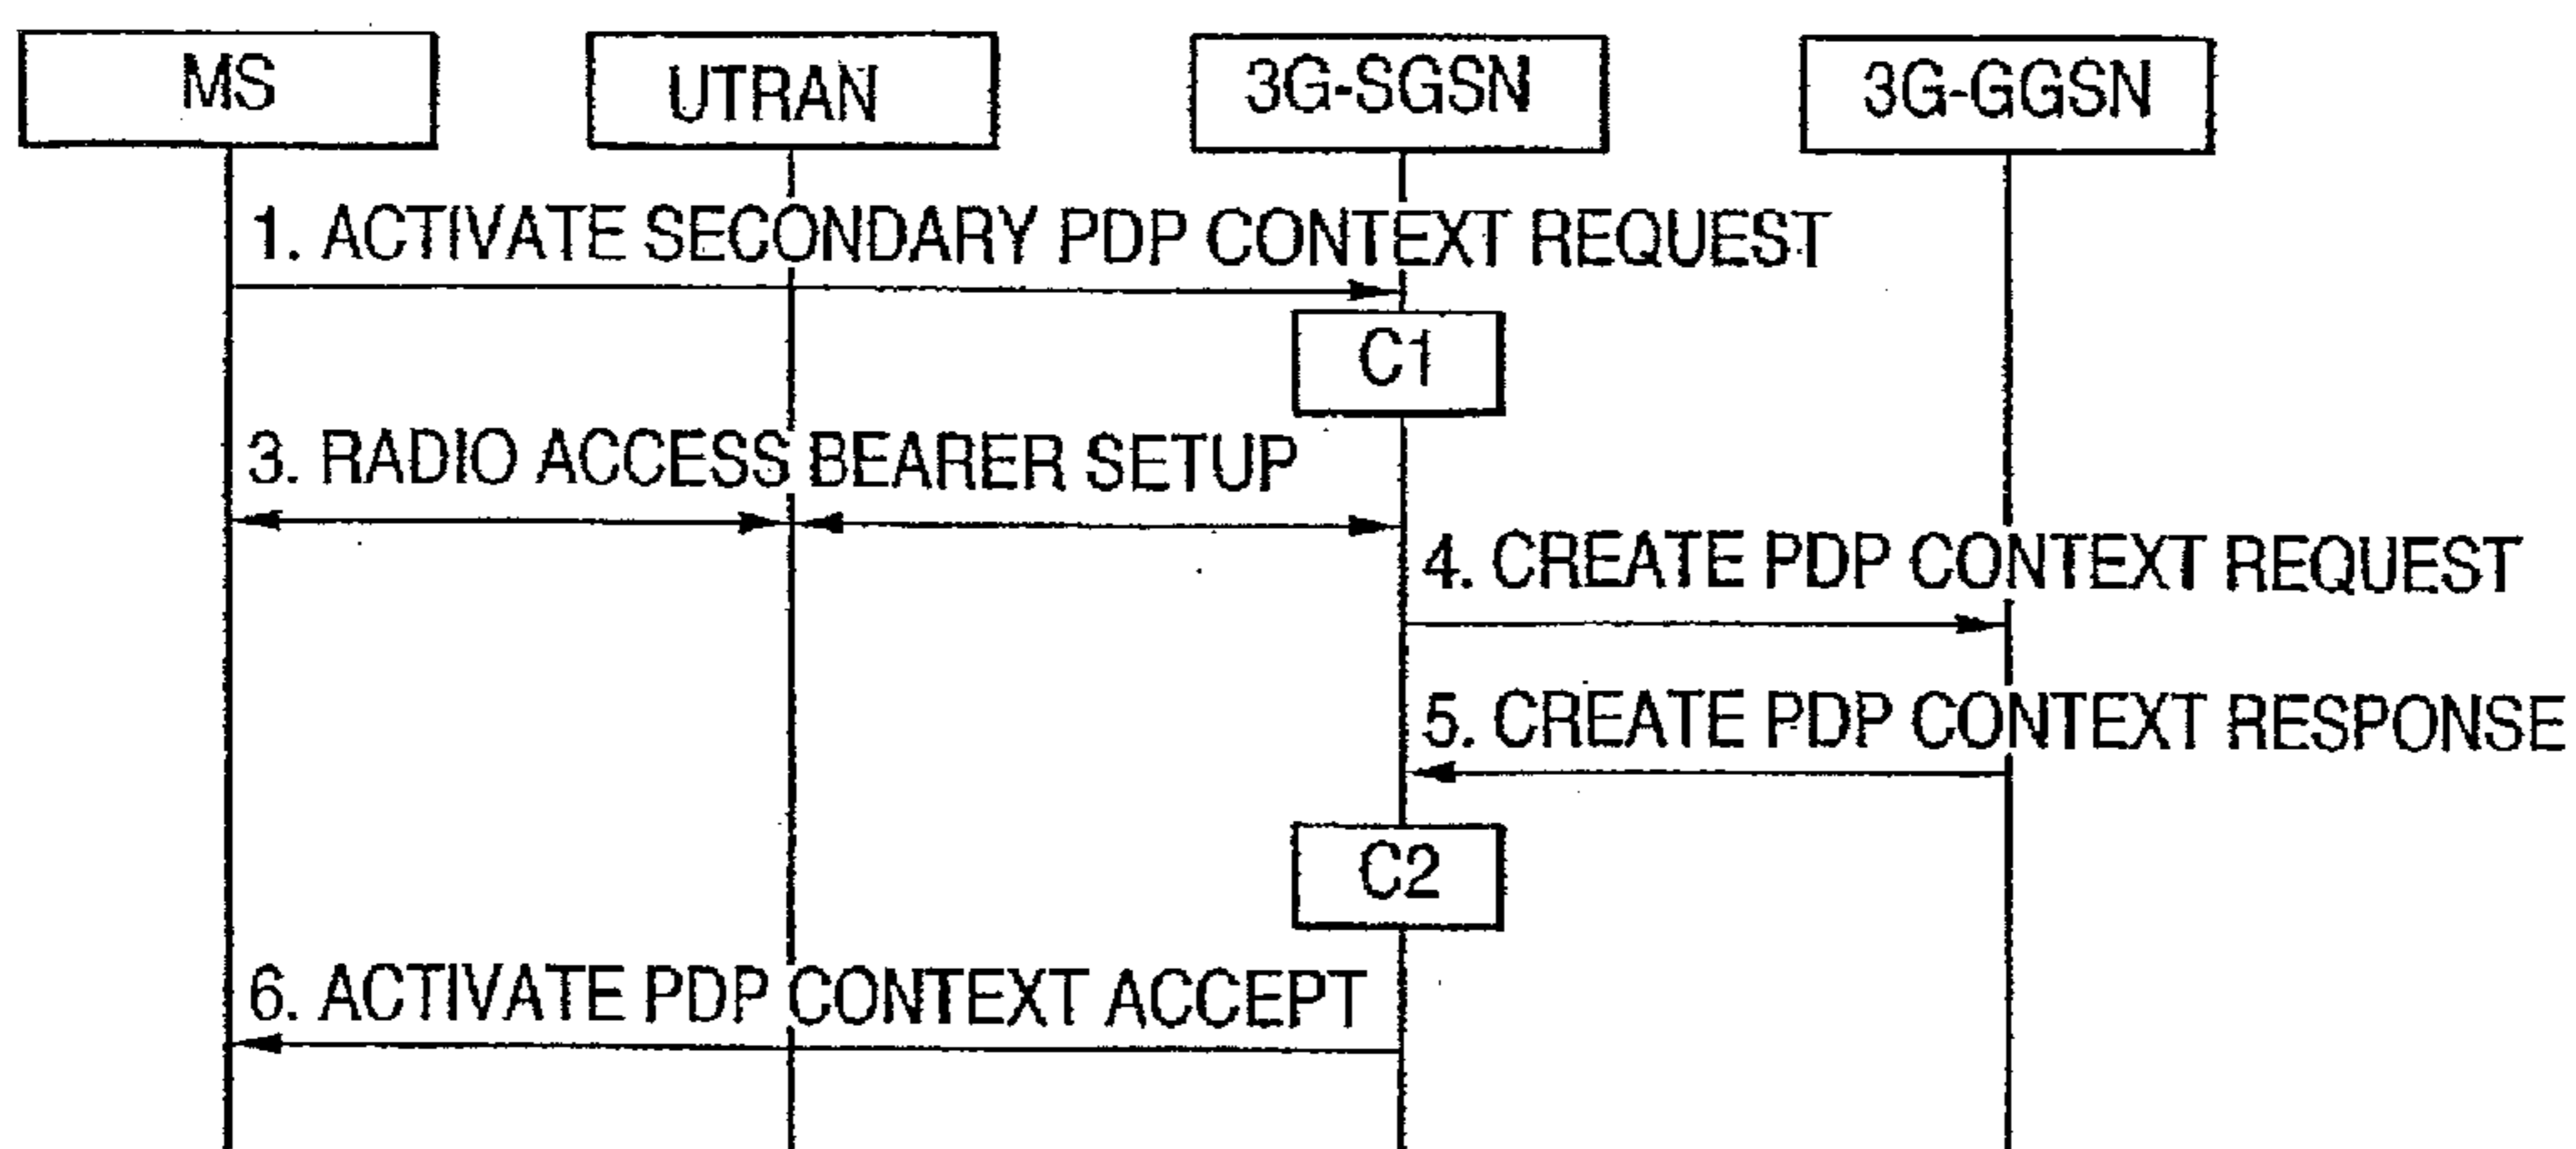 MS
UTRAN
3G-SGSN
3G-GGSN
1. ACTIVATE SECONDARY PDP CONTEXT REQUEST
C1
3. RADIO ACCESS BEARER SETUP
4. CREATE PDP CONTEXT REQUEST
5. CREATE PDP CONTEXT RESPONSE
C2
6. ACTIVATE PDP CONTEXT ACCEPT